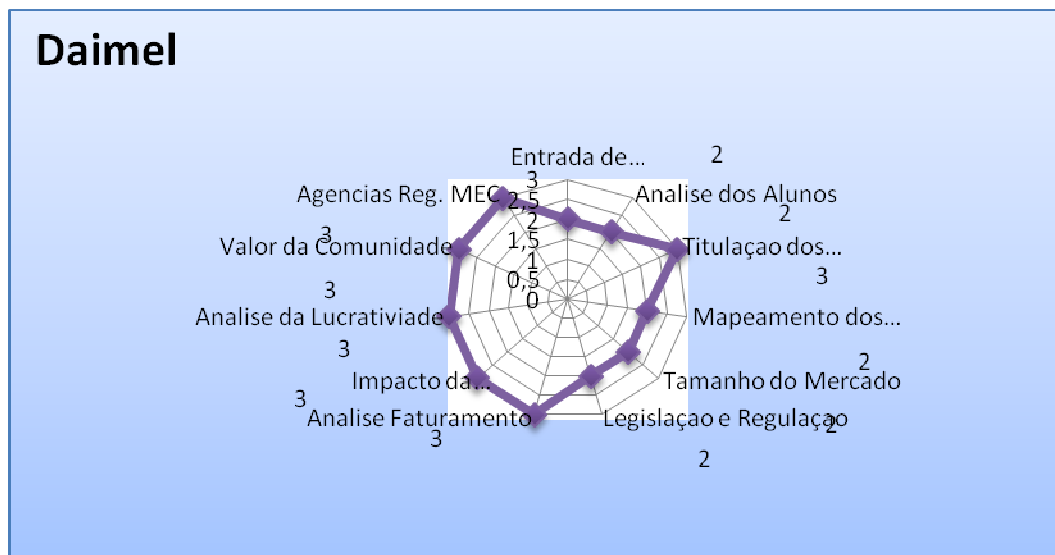 Daimel
Entrada de...
2
3
Agencias Reg. MEC
2,5
Analise dos Alunos
2
2
3
Valor da Comunidade
1,5
Titulaçao dos...
1
3
0,5
3
0
Analise da Lucrativiade
Mapeamento dos...
3
2
Impacto da...
Tamanho do Mercado
3
Analise Faturamento
Legislaçao e Regulaçao
2
3
2